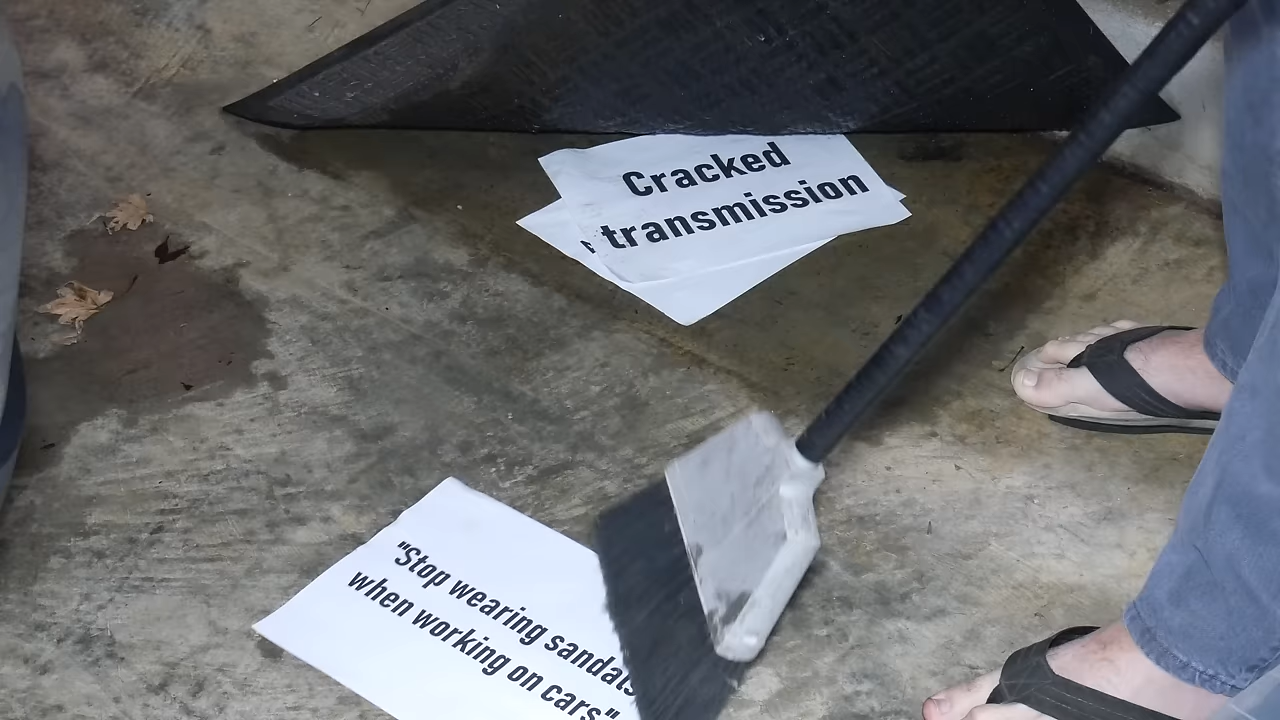 Cracked
transmission
"Stop wearing sandals
when working on cars"